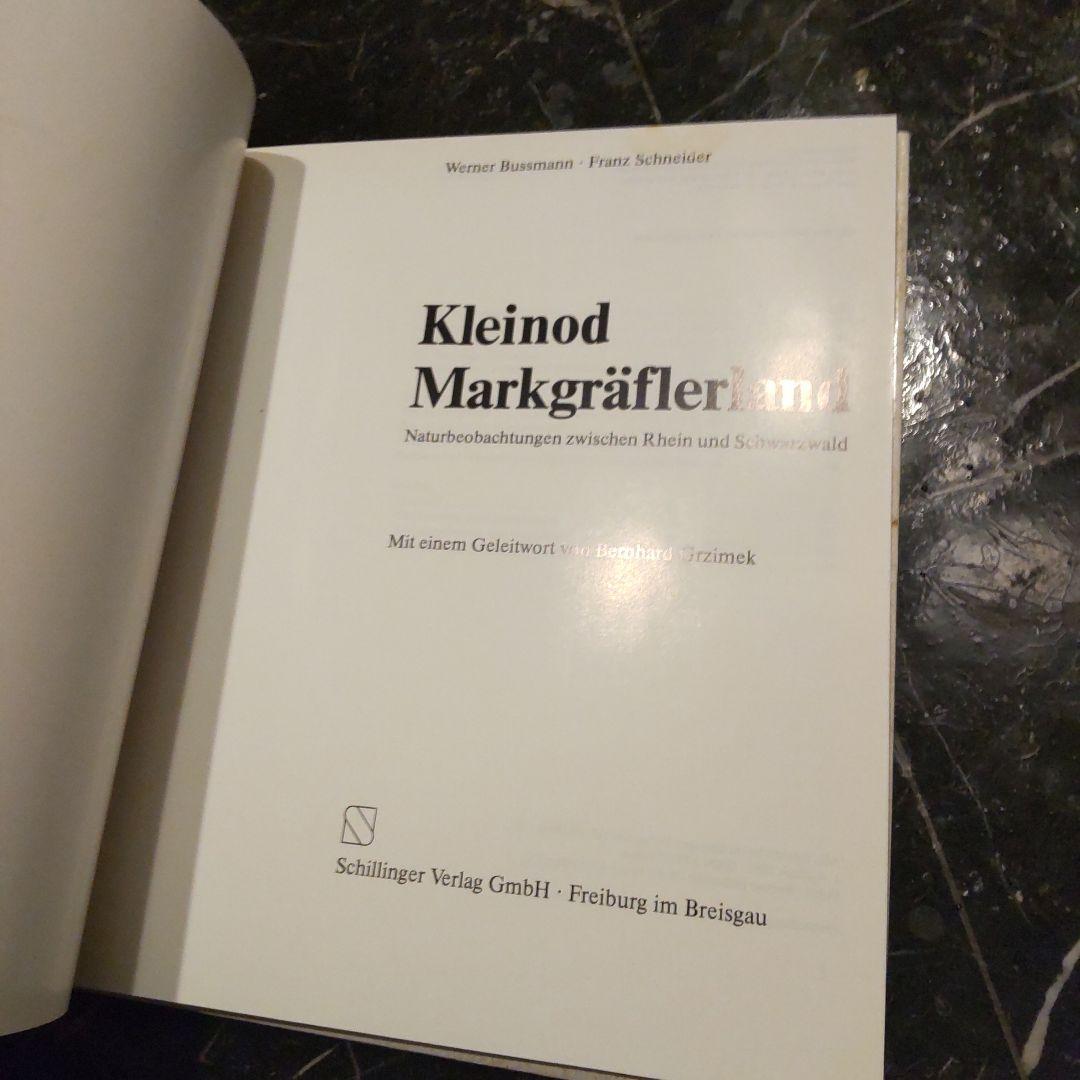 Werner Bussmann · Franz Schneider
Kleinod
Markgräflerland
Naturbeobachtungen zwischen Rhein und Schwarzwald
Mit einem Geleitwort von Bernhard Grzimek
Schillinger Verlag GmbH · Freiburg im Breisgau